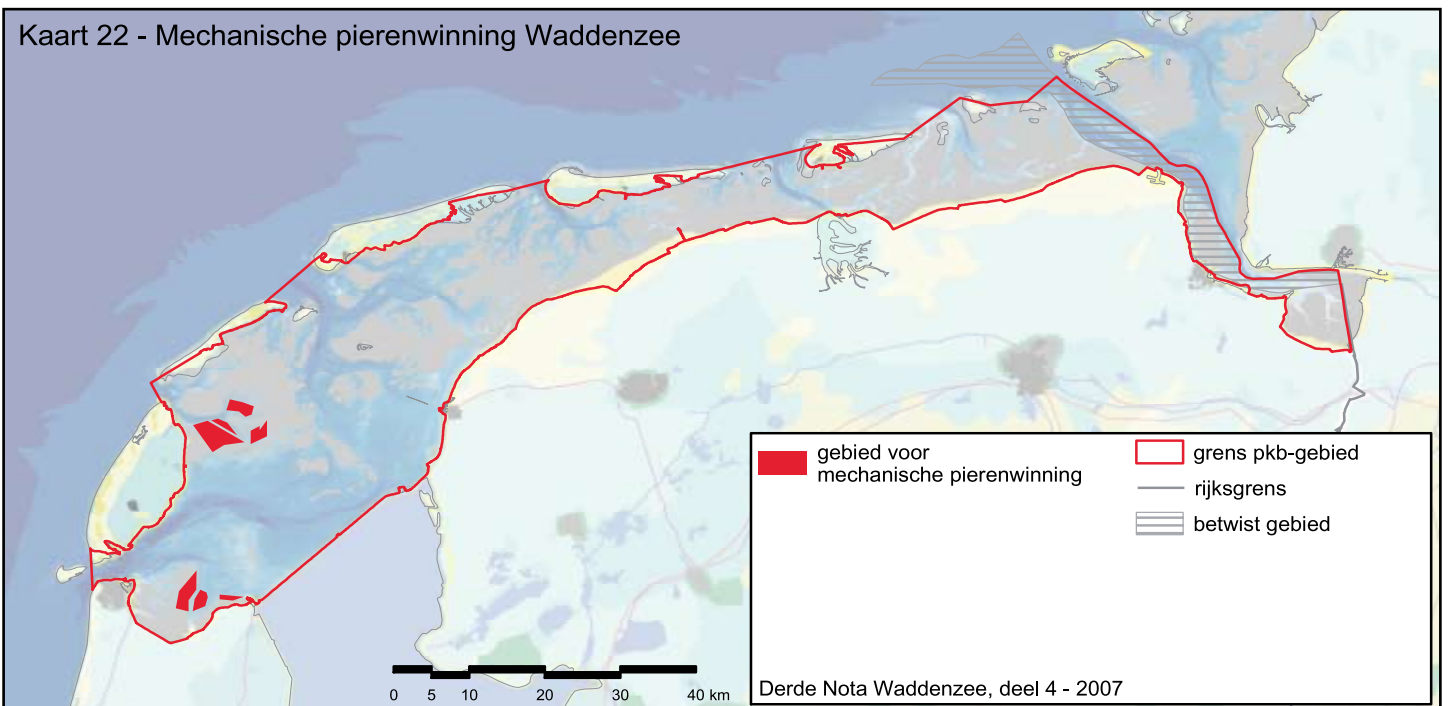 Kaart 22 - Mechanische pierenwinning Waddenzee
gebied voor
mechanische pierenwinning
grens pkb-gebied
rijksgrens
betwist gebied
0 5 10 20 30 40 km
Derde Nota Waddenzee, deel 4 - 2007